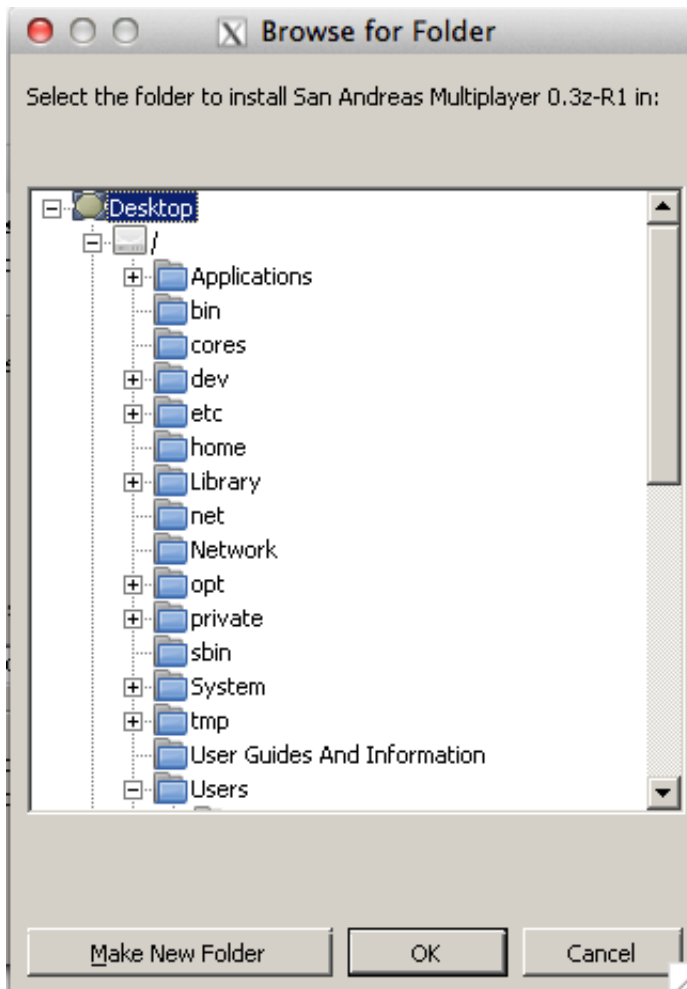 Browse for Folder
Select the folder to install San Andreas Multiplayer 0.3z-R1 in:
Desktop
/
Applications
bin
cores
dev
etc
home
Library
net
Network
opt
private
sbin
System
tmp
User Guides And Information
Users
Make New Folder OK Cancel